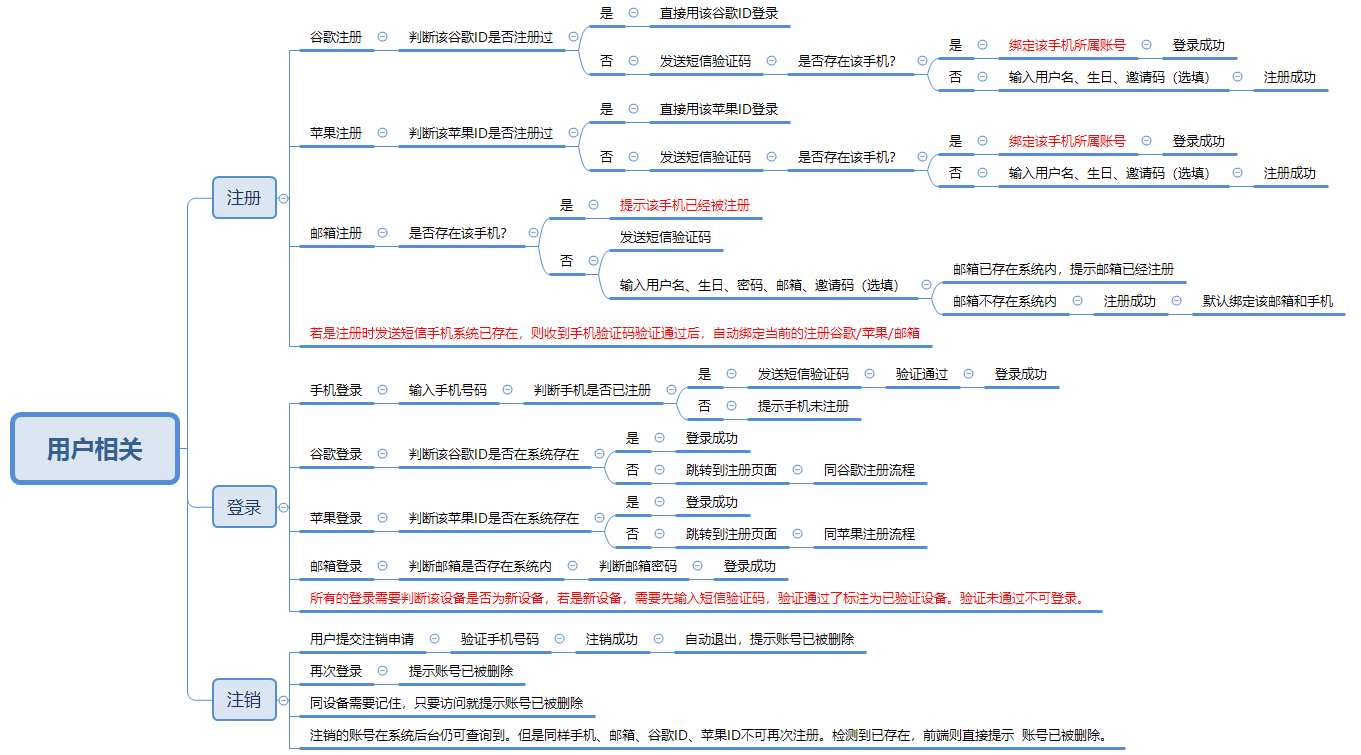 用户相关
注册
谷歌注册
判断该谷歌ID是否注册过
是
直接用该谷歌ID登录
否
发送短信验证码
是否存在该手机?
是
绑定该手机所属账号
登录成功
否
输入用户名、生日、邀请码（选填）
注册成功
苹果注册
判断该苹果ID是否注册过
是
直接用该苹果ID登录
否
发送短信验证码
是否存在该手机?
是
绑定该手机所属账号
登录成功
否
输入用户名、生日、邀请码（选填）
注册成功
邮箱注册
是否存在该手机?
是
提示该手机已经被注册
否
发送短信验证码
输入用户名、生日、密码、邮箱、邀请码（选填）
邮箱已存在系统内，提示邮箱已经注册
邮箱不存在系统内
注册成功
默认绑定该邮箱和手机
若是注册时发送短信手机系统已存在，则收到手机验证码验证通过后，自动绑定当前的注册谷歌/苹果/邮箱
登录
手机登录
输入手机号码
判断手机是否已注册
是
发送短信验证码
验证通过
登录成功
否
提示手机未注册
谷歌登录
判断该谷歌ID是否在系统存在
是
登录成功
否
跳转到注册页面
同谷歌注册流程
苹果登录
判断该苹果ID是否在系统存在
是
登录成功
否
跳转到注册页面
同苹果注册流程
邮箱登录
判断邮箱是否存在系统内
判断邮箱密码
登录成功
所有的登录需要判断该设备是否为新设备，若是新设备，需要先输入短信验证码，验证通过了标注为已验证设备。验证未通过不可登录。
注销
用户提交注销申请
验证手机号码
注销成功
自动退出，提示账号已被删除
再次登录
提示账号已被删除
同设备需要记住，只要访问就提示账号已被删除
注销的账号在系统后台仍可查询到。但是同样手机、邮箱、谷歌ID、苹果ID不可再次注册。检测到已存在，前端则直接提示 账号已被删除。